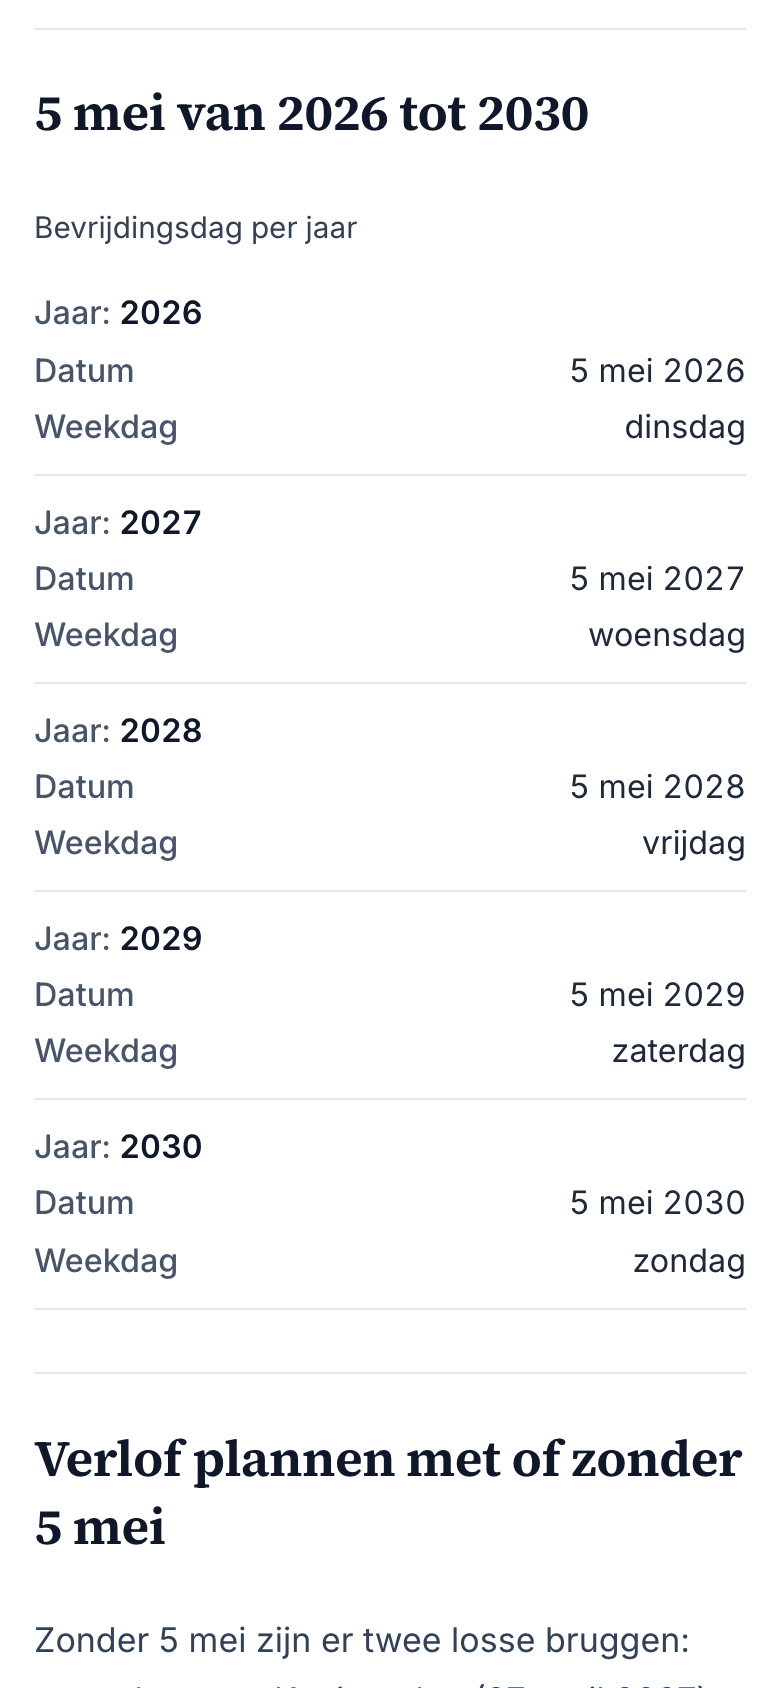 5 mei van 2026 tot 2030
Bevrijdingsdag per jaar
Jaar: 2026
Datum 5 mei 2026
Weekdag dinsdag
Jaar: 2027
Datum 5 mei 2027
Weekdag woensdag
Jaar: 2028
Datum 5 mei 2028
Weekdag vrijdag
Jaar: 2029
Datum 5 mei 2029
Weekdag zaterdag
Jaar: 2030
Datum 5 mei 2030
Weekdag zondag
Verlof plannen met of zonder
5 mei
Zonder 5 mei zijn er twee losse bruggen: